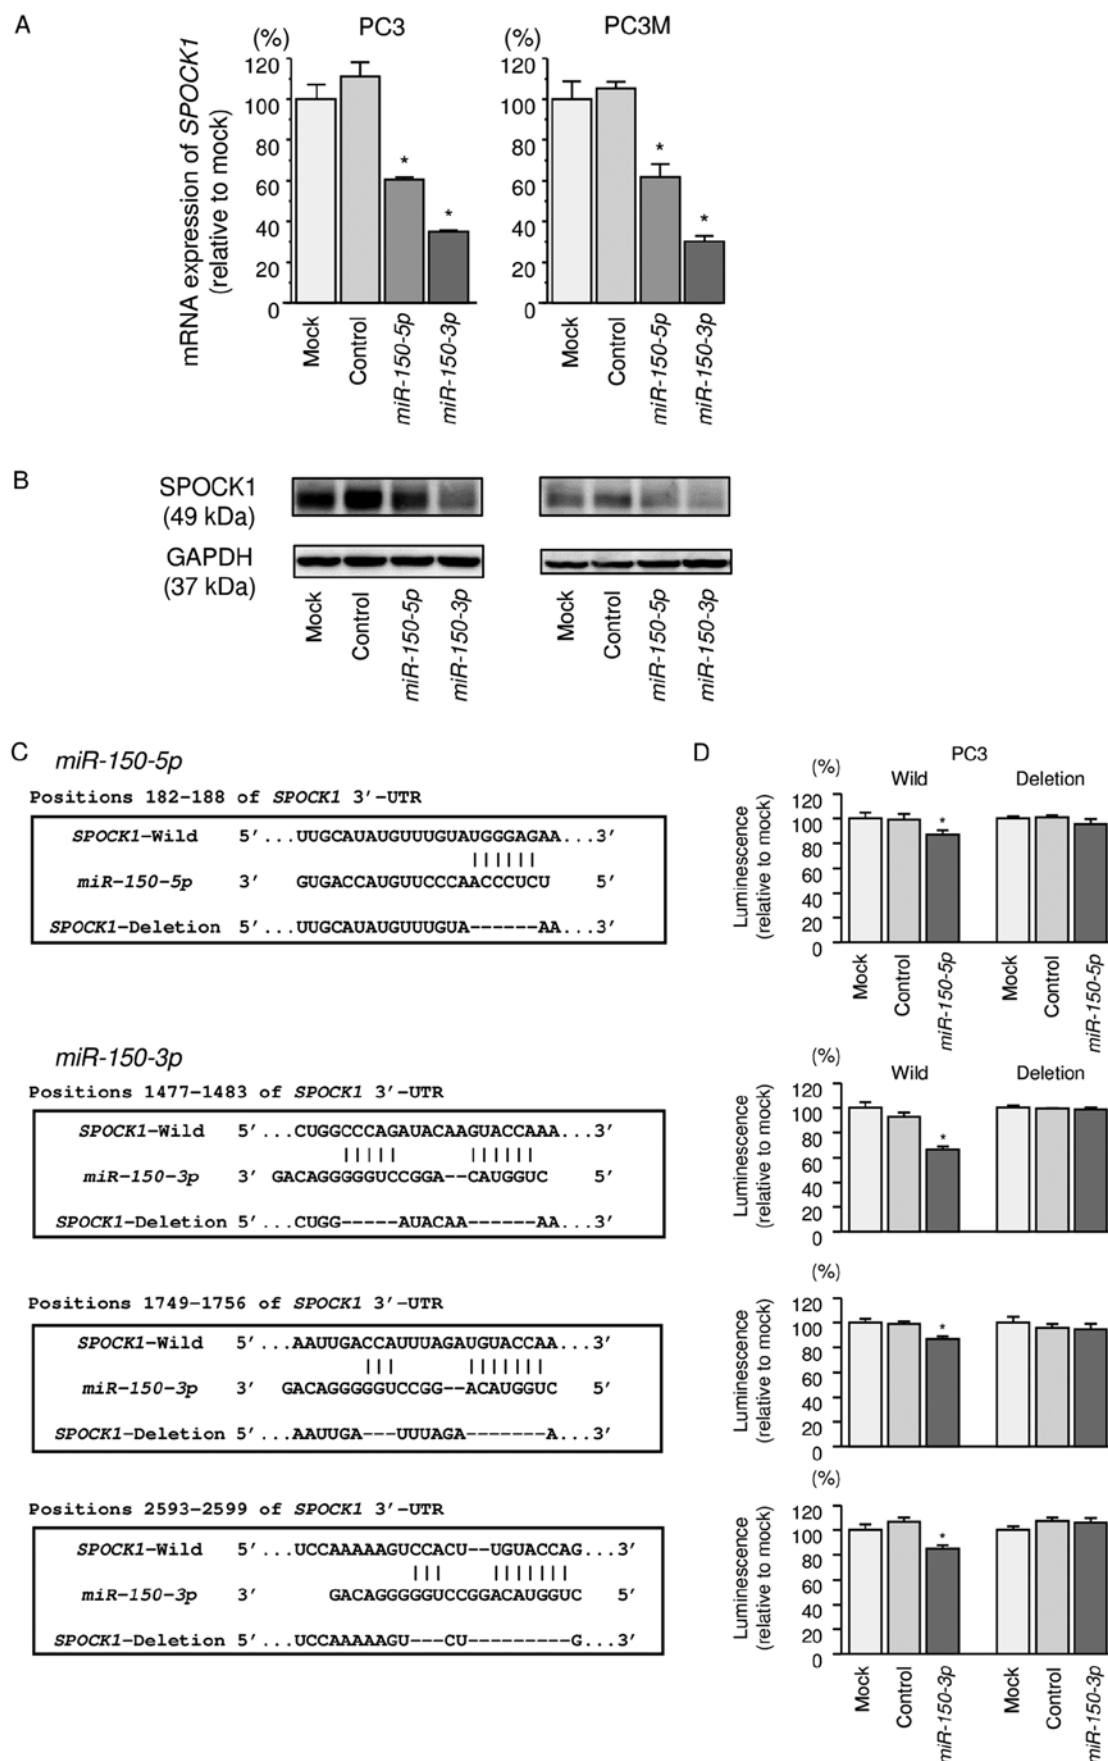 A
PC3
PC3M
(%)
(%)
mRNA expression of SPOCK1
(relative to mock)
120
100
80
60
40
20
0
*
*
120
100
80
60
40
20
0
*
*
Mock
Control
miR-150-5p
miR-150-3p
Mock
Control
miR-150-5p
miR-150-3p
B
SPOCK1
(49 kDa)
GAPDH
(37 kDa)
Mock
Control
miR-150-5p
miR-150-3p
Mock
Control
miR-150-5p
miR-150-3p
C
miR-150-5p
Positions 182-188 of SPOCK1 3'-UTR
SPOCK1-Wild 5' ...UUGCAUAUGUUUGUAUGGGAGAA...3'
miR-150-5p 3' GUGACCAUGUUCCCAACCCUCU 5'
SPOCK1-Deletion 5' ...UUGCAUAUGUUUGUA------AA...3'
miR-150-3p
Positions 1477-1483 of SPOCK1 3'-UTR
SPOCK1-Wild 5' ...CUGGCCCAGAUACAAGUACCAAA...3'
miR-150-3p 3' GACAGGGGGUCCGGA--CAUGGUC 5'
SPOCK1-Deletion 5' ...CUGG-----AUACAA------AA...3'
Positions 1749-1756 of SPOCK1 3'-UTR
SPOCK1-Wild 5' ...AAUUGACCAUUUAGAUGUACCAA...3'
miR-150-3p 3' GACAGGGGGUCCGG--ACAUGGUC 5'
SPOCK1-Deletion 5' ...AAUUGA---UUUAGA-------A...3'
Positions 2593-2599 of SPOCK1 3'-UTR
SPOCK1-Wild 5' ...UCCAAAAAGUCCACU--UGUACCAG...3'
miR-150-3p 3' GACAGGGGGUCCGGACAUGGUC 5'
SPOCK1-Deletion 5' ...UCCAAAAAGU---CU---------G...3'
D
PC3
(%)
Wild
Deletion
Luminescence
(relative to mock)
120
100
80
60
40
20
0
*
Mock
Control
miR-150-5p
Mock
Control
miR-150-5p
(%)
Wild
Deletion
Luminescence
(relative to mock)
120
100
80
60
40
20
0
*
(%)
Luminescence
(relative to mock)
120
100
80
60
40
20
0
*
(%)
Luminescence
(relative to mock)
120
100
80
60
40
20
0
*
Mock
Control
miR-150-3p
Mock
Control
miR-150-3p